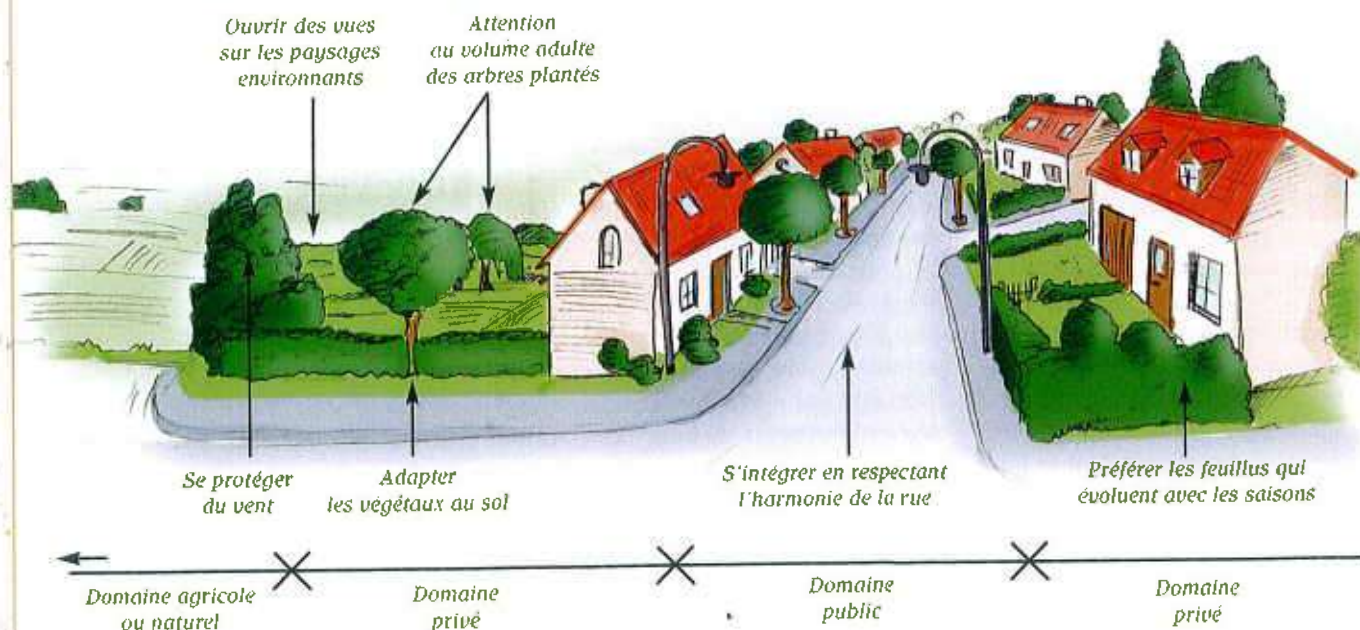 Ouvrir des vues
sur les paysages
environnants
Attention
au volume adulte
des arbres plantés
Se protéger
du vent
Adapter
les végétaux au sol
S'intégrer en respectant
l'harmonie de la rue
Préférer les feuillus qui
évoluent avec les saisons
Domaine agricole
ou naturel
Domaine
privé
Domaine
public
Domaine
privé